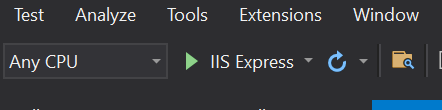 Test Analyze Tools Extensions Window
Any CPU IIS Express